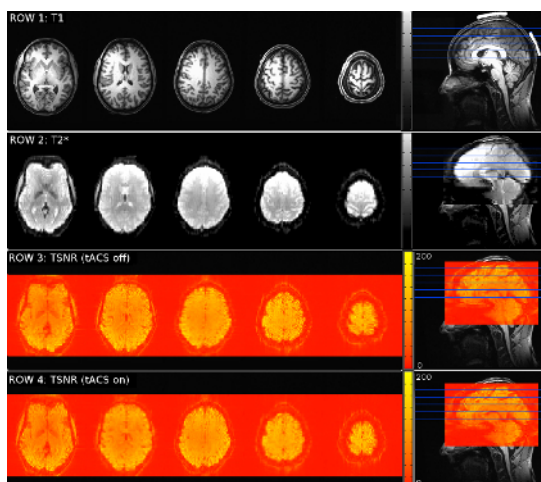 ROW 1: T1
ROW 2: T2*
ROW 3: TSNR (tACS off)
200
0
ROW 4: TSNR (tACS on)
200
0